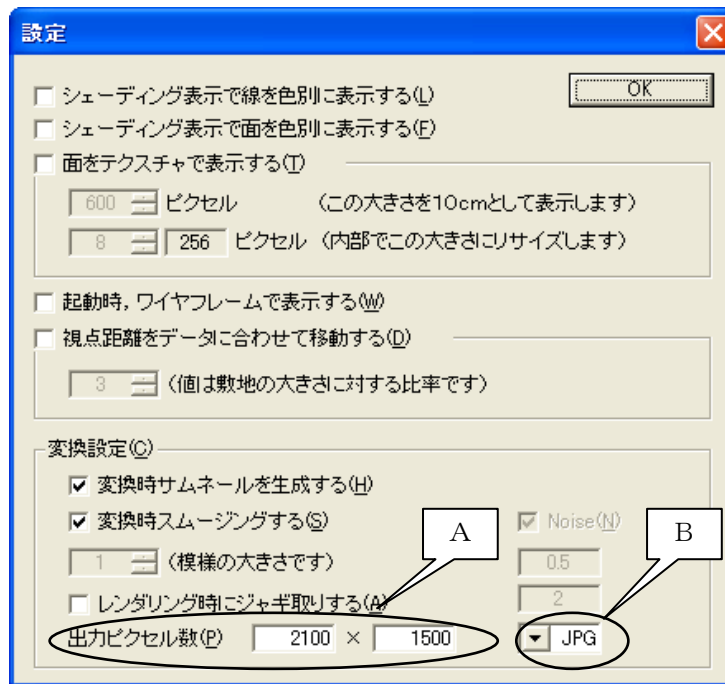 設定
OK
シェーディング表示で線を色別に表示する(L)
シェーディング表示で面を色別に表示する(F)
面をテクスチャで表示する(T)
600 ピクセル (この大きさを10cmとして表示します)
8 256 ピクセル (内部でこの大きさにリサイズします)
起動時,ワイヤフレームで表示する(W)
視点距離をデータに合わせて移動する(D)
3 (値は敷地の大きさに対する比率です)
変換設定(C)
変換時サムネールを生成する(H)
変換時スムージングする(S) A Noise(N) B
1 (模様の大きさです) 0.5
レンダリング時にジャギ取りする(A) 2
出力ピクセル数(P) 2100 × 1500 JPG